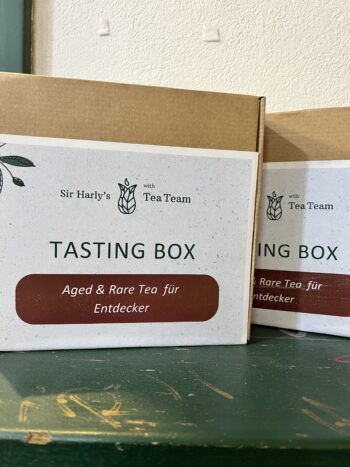 Sir Harly's with Tea Team
TASTING BOX
Aged & Rare Tea für
Entdecker
with
Tea Team
ING BOX
& Rare Tea für
ntdecker